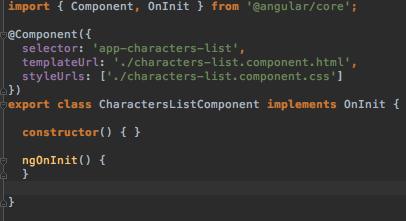 import { Component, OnInit } from '@angular/core';
@Component({
  selector: 'app-characters-list',
  templateUrl: './characters-list.component.html',
  styleUrls: ['./characters-list.component.css']
})
export class CharactersListComponent implements OnInit {
  constructor() { }
  ngOnInit() {
  }
}